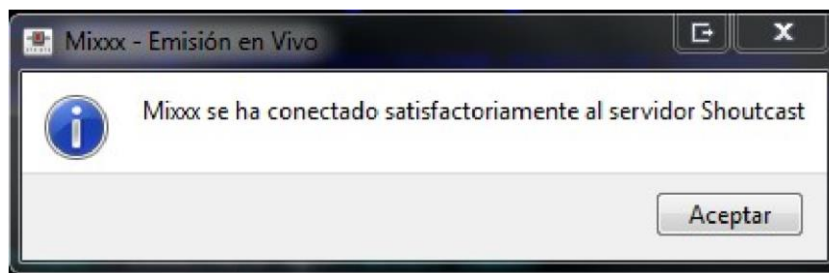 Mixxx - Emisión en Vivo
Mixxx se ha conectado satisfactoriamente al servidor Shoutcast
Aceptar